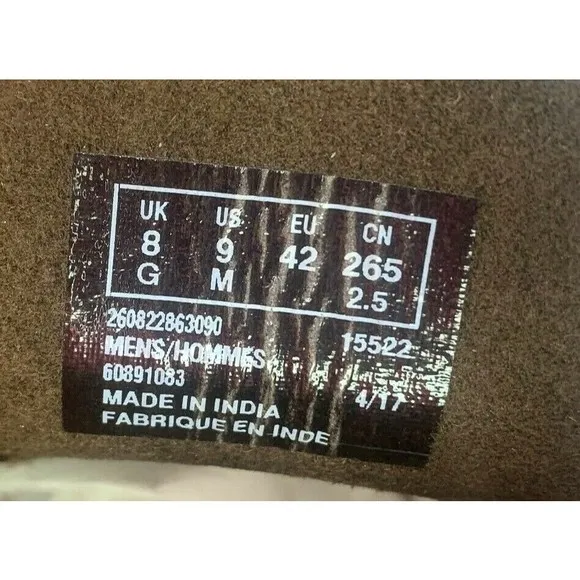 UK US EU CN
8 9 42 265
G M 2.5
260822863090 15522
MENS/HOMMES
60891083 4/17
MADE IN INDIA
FABRIQUE EN INDE